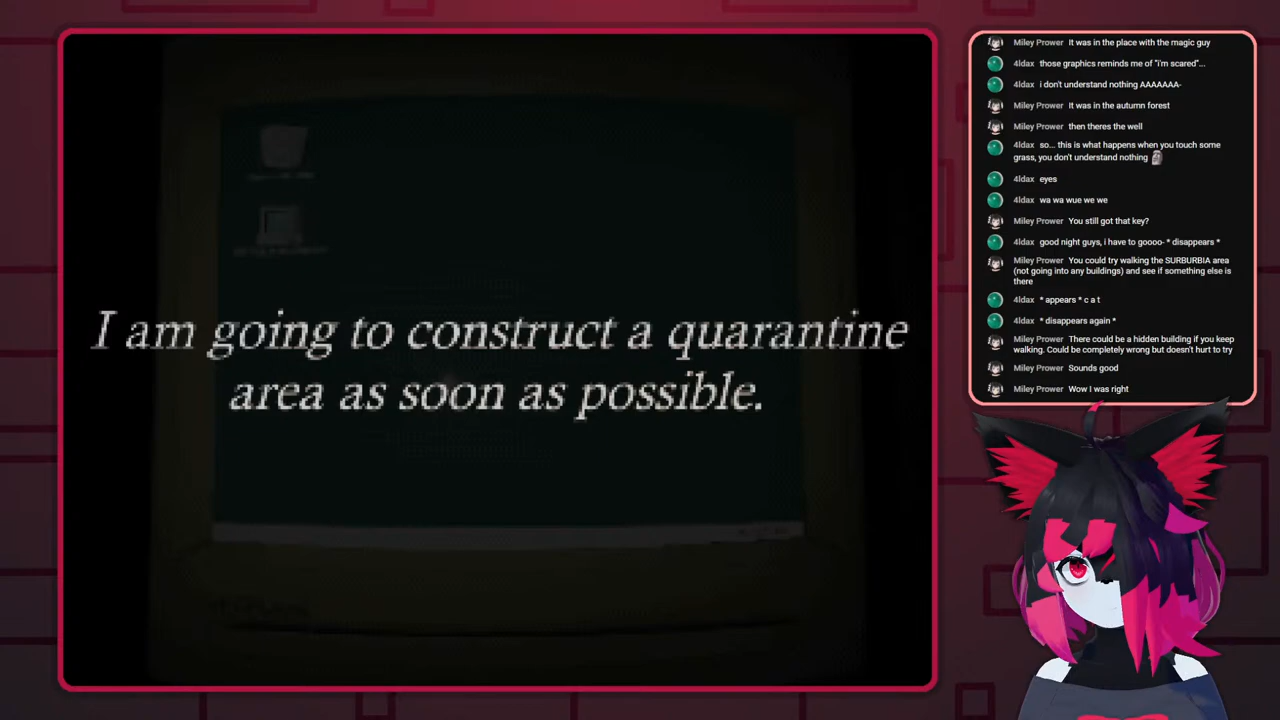 I am going to construct a quarantine
area as soon as possible.
Miley Prower It was in the place with the magic guy
4ldax those graphics reminds me of "i'm scared"...
4ldax i don't understand nothing AAAAAAA-
Miley Prower It was in the autumn forest
Miley Prower then theres the well
4ldax so... this is what happens when you touch some
grass, you don't understand nothing
4ldax eyes
4ldax wa wa wue we we
Miley Prower You still got that key?
4ldax good night guys, i have to goooo- * disappears *
Miley Prower You could try walking the SURBURBIA area
(not going into any buildings) and see if something else is
there
4ldax * appears * c a t
4ldax * disappears again *
Miley Prower There could be a hidden building if you keep
walking. Could be completely wrong but doesn't hurt to try
Miley Prower Sounds good
Miley Prower Wow I was right